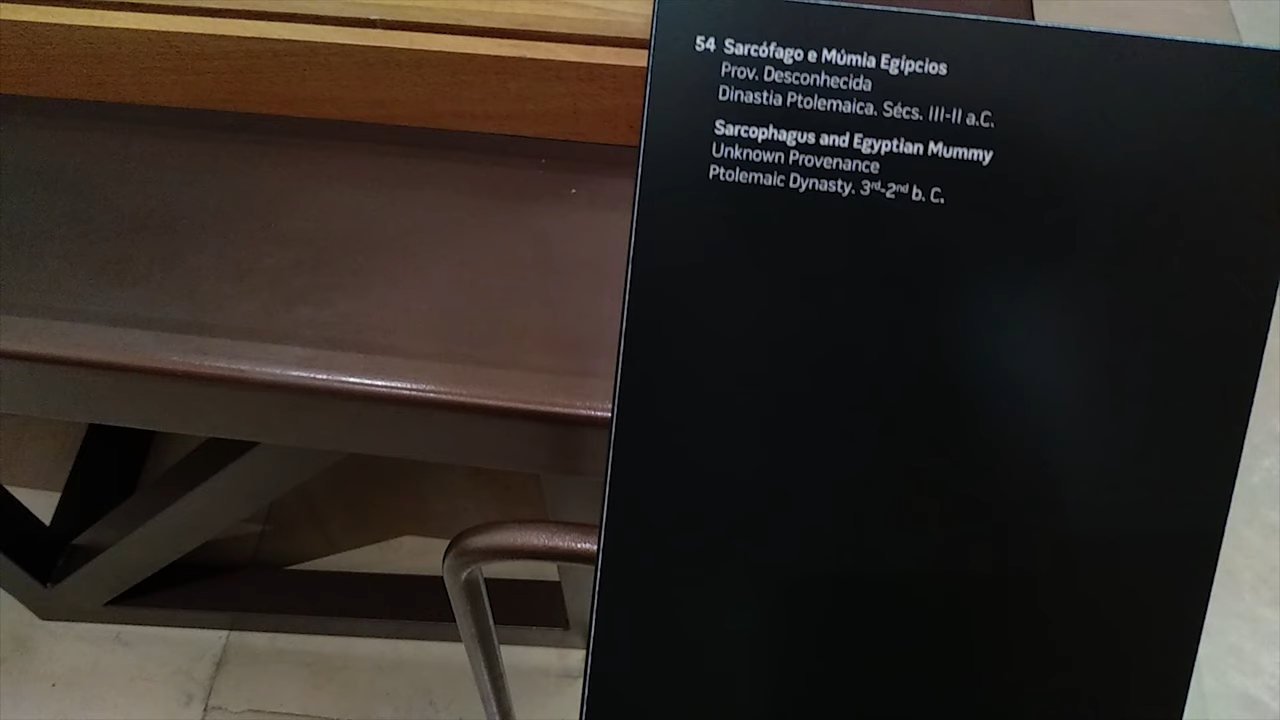 54 Sarcófago e Múmia Egípcios
Prov. Desconhecida
Dinastia Ptolemaica. Sécs. III-II a.C.
Sarcophagus and Egyptian Mummy
Unknown Provenance
Ptolemaic Dynasty. 3rd-2nd b. C.